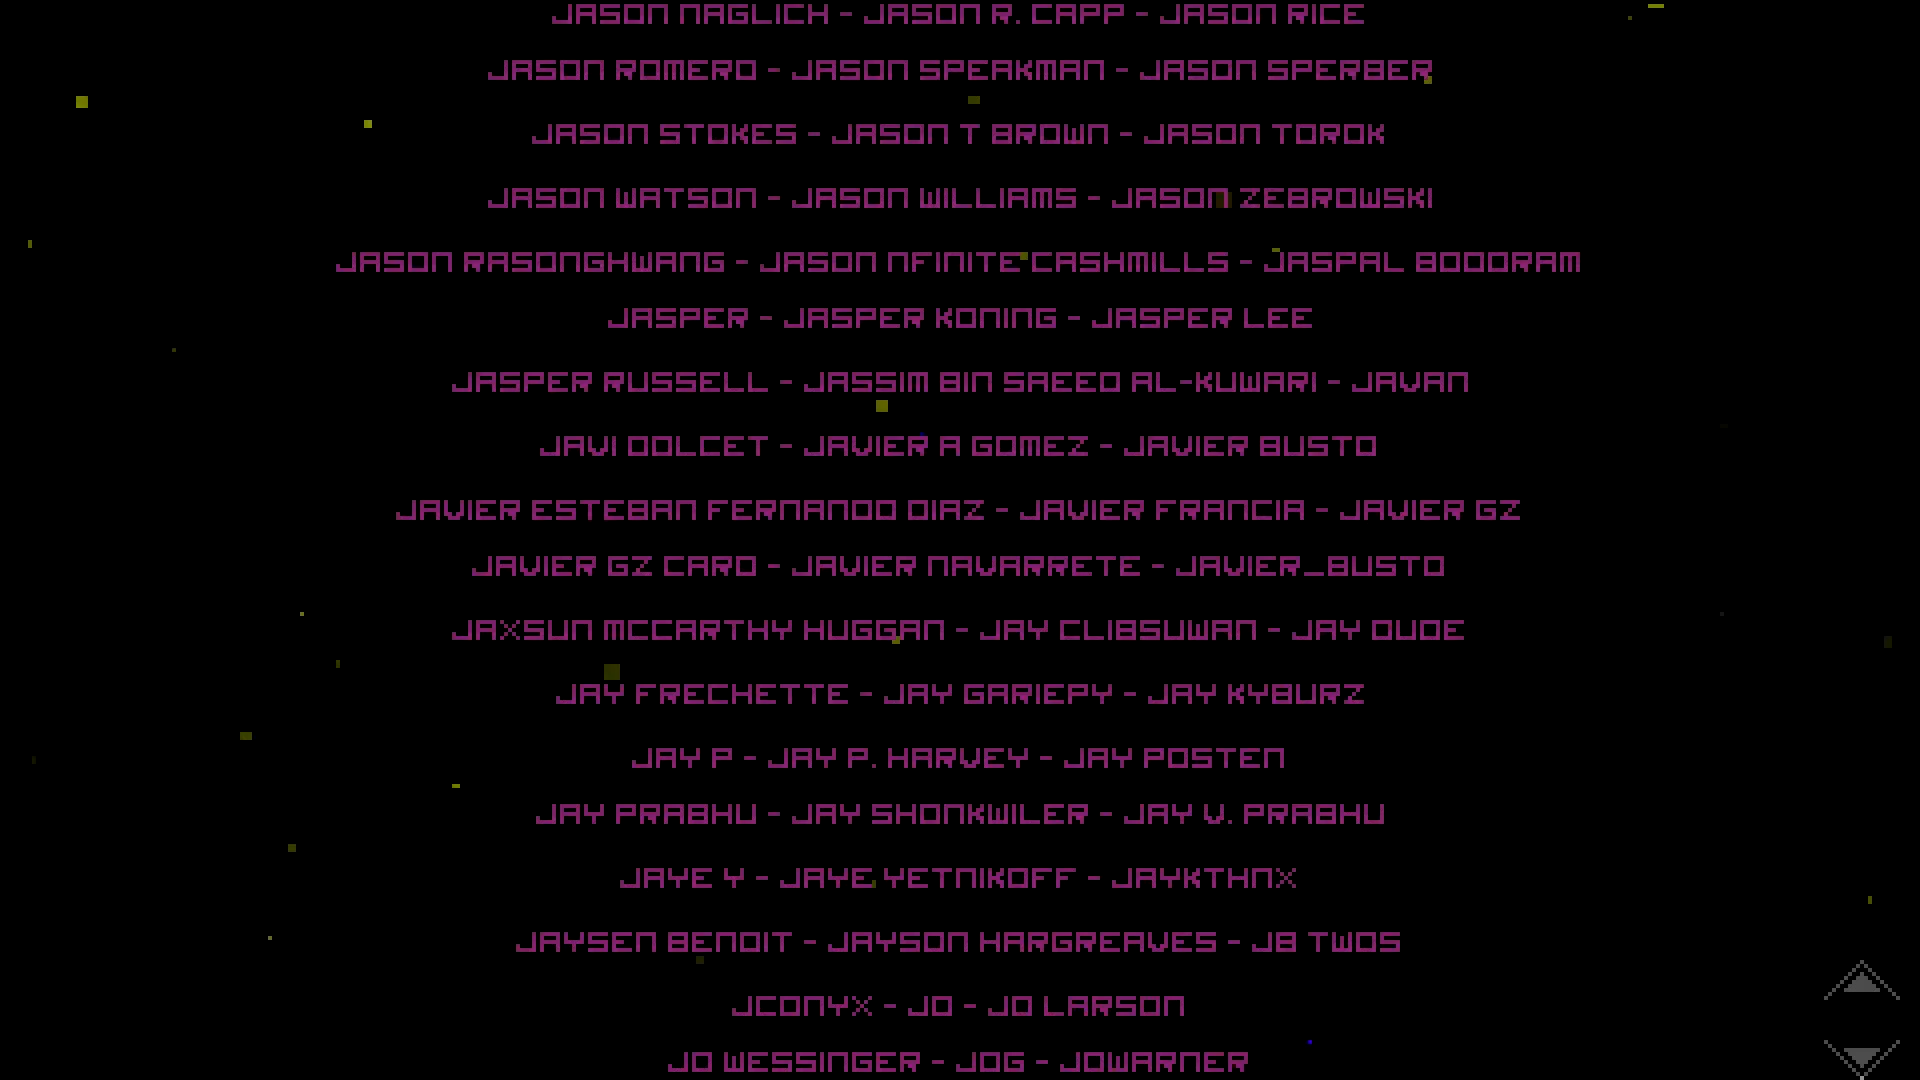 JASON NAGLICH - JASON R. CAPP - JASON RICE
JASON ROMERO - JASON SPEAKMAN - JASON SPERBER
JASON STOKES - JASON T BROWN - JASON TOROK
JASON WATSON - JASON WILLIAMS - JASON ZEBROWSKI
JASON RASONGHWANG - JASON NFINITE CASHMILLS - JASPAL BOODRAM
JASPER - JASPER KONING - JASPER LEE
JASPER RUSSELL - JASSIM BIN SAEED AL-KUWARI - JAVAN
JAVI DOLCET - JAVIER A GOMEZ - JAVIER BUSTO
JAVIER ESTEBAN FERNANDO DIAZ - JAVIER FRANCIA - JAVIER GZ
JAVIER GZ CARO - JAVIER NAVARRETE - JAVIER_BUSTO
JAXSUN MCCARTHY HUGGAN - JAY CLIBSUWAN - JAY DUDE
JAY FRECHETTE - JAY GARIEPY - JAY KYBURZ
JAY P - JAY P. HARVEY - JAY POSTEN
JAY PRABHU - JAY SHONKWILER - JAY V. PRABHU
JAYE Y - JAYE YETNIKOFF - JAYKTHNX
JAYSEN BENOIT - JAYSON HARGREAVES - JB TWOS
JCONYX - JD - JD LARSON
JD WESSINGER - JDG - JDWARNER